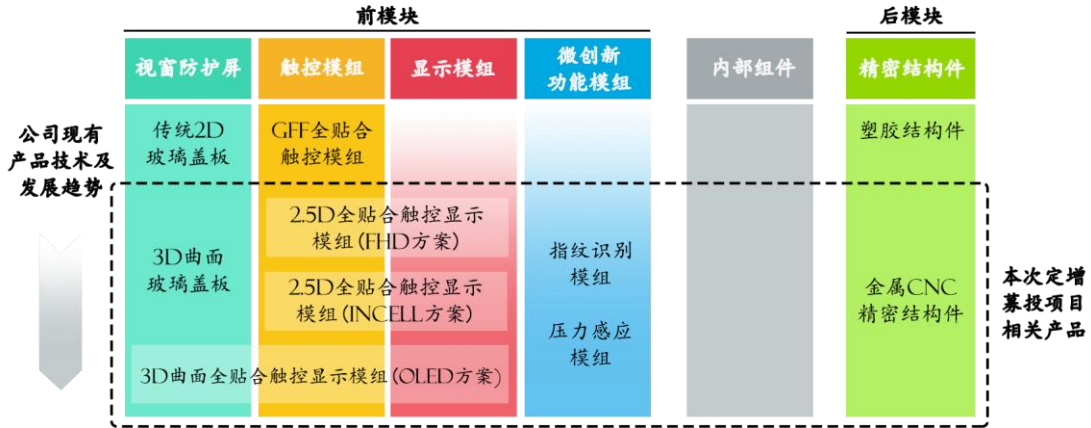 前模块
后模块
视窗防护屏
触控模组
显示模组
微创新
功能模组
内部组件
精密结构件
公司现有
产品技术及
发展趋势
传统2D
玻璃盖板
GFF全贴合
触控模组
塑胶结构件
3D曲面
玻璃盖板
2.5D全贴合触控显示
模组(FHD方案)
2.5D全贴合触控显示
模组(INCELL方案)
指纹识别
模组
压力感应
模组
金属CNC
精密结构件
3D曲面全贴合触控显示模组(OLED方案)
本次定增
募投项目
相关产品